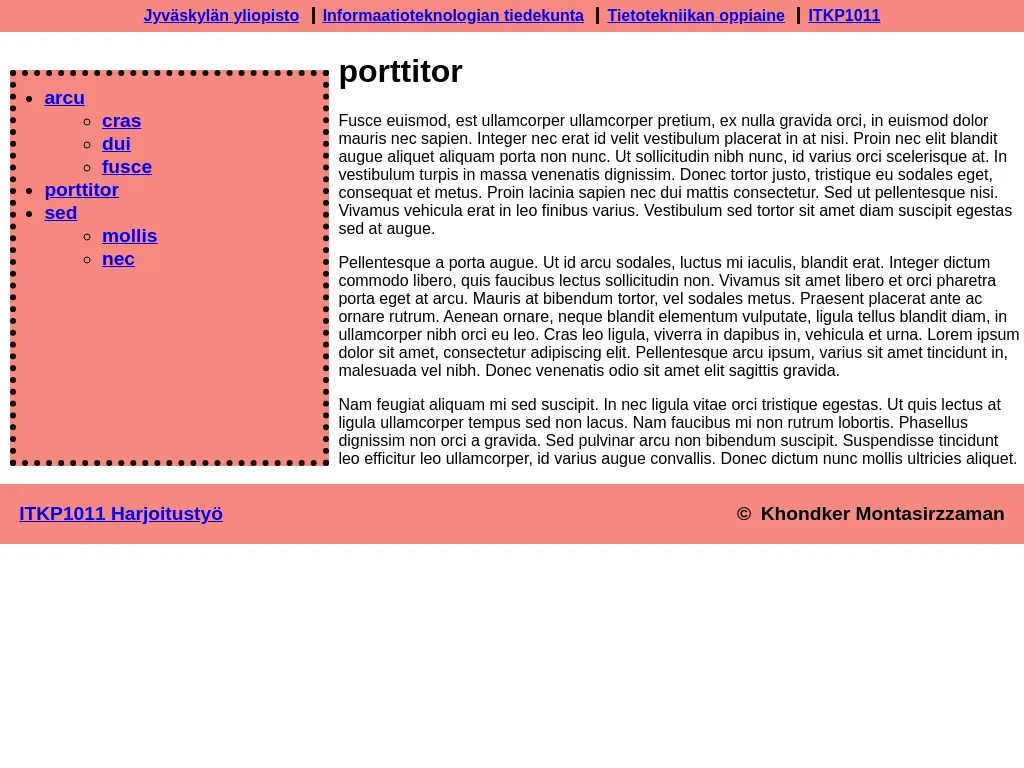 Jyväskylän yliopisto Informaatioteknologian tiedekunta Tietotekniikan oppiaine ITKP1011
arcu
cras
dui
fusce
porttitor
sed
mollis
nec
porttitor
Fusce euismod, est ullamcorper ullamcorper pretium, ex nulla gravida orci, in euismod dolor
mauris nec sapien. Integer nec erat id velit vestibulum placerat in at nisi. Proin nec elit blandit
augue aliquet aliquam porta non nunc. Ut sollicitudin nibh nunc, id varius orci scelerisque at. In
vestibulum turpis in massa venenatis dignissim. Donec tortor justo, tristique eu sodales eget,
consequat et metus. Proin lacinia sapien nec dui mattis consectetur. Sed ut pellentesque nisi.
Vivamus vehicula erat in leo finibus varius. Vestibulum sed tortor sit amet diam suscipit egestas
sed at augue.
Pellentesque a porta augue. Ut id arcu sodales, luctus mi iaculis, blandit erat. Integer dictum
commodo libero, quis faucibus lectus sollicitudin non. Vivamus sit amet libero et orci pharetra
porta eget at arcu. Mauris at bibendum tortor, vel sodales metus. Praesent placerat ante ac
ornare rutrum. Aenean ornare, neque blandit elementum vulputate, ligula tellus blandit diam, in
ullamcorper nibh orci eu leo. Cras leo ligula, viverra in dapibus in, vehicula et urna. Lorem ipsum
dolor sit amet, consectetur adipiscing elit. Pellentesque arcu ipsum, varius sit amet tincidunt in,
malesuada vel nibh. Donec venenatis odio sit amet elit sagittis gravida.
Nam feugiat aliquam mi sed suscipit. In nec ligula vitae orci tristique egestas. Ut quis lectus at
ligula ullamcorper tempus sed non lacus. Nam faucibus mi non rutrum lobortis. Phasellus
dignissim non orci a gravida. Sed pulvinar arcu non bibendum suscipit. Suspendisse tincidunt
leo efficitur leo ullamcorper, id varius augue convallis. Donec dictum nunc mollis ultricies aliquet.
ITKP1011 Harjoitustyö
© Khondker Montasirzzaman